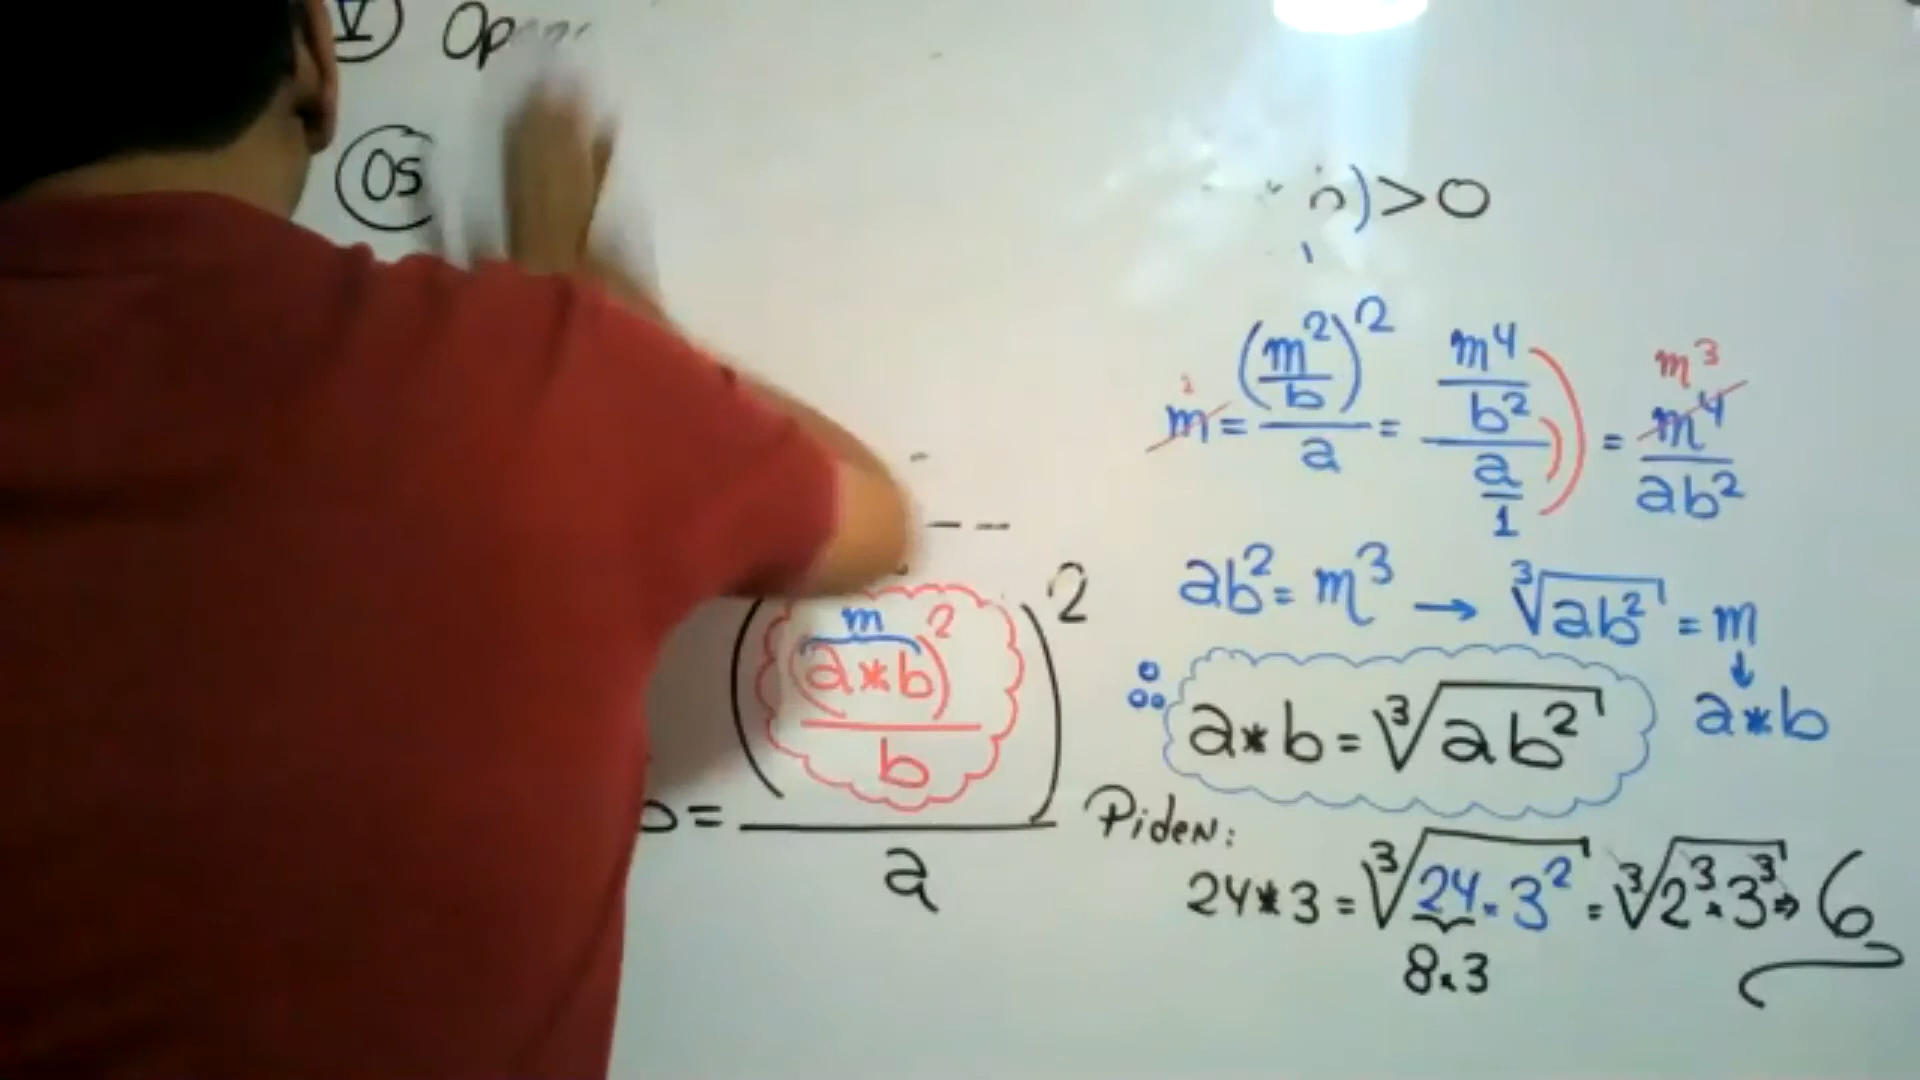 V) Op
05
) > 0
m = (m²/b)² / a = (m⁴/b²) / (a/1) = m⁴/ab²
2
m³
ab² = m³ → ∛ab² = m
↓
a*b
∴ a*b = ∛ab²
= ((a*b)²/b)² / a
m
Piden:
24*3 = ∛24·3² = ∛2³·3³ ⇒ 6
8·3